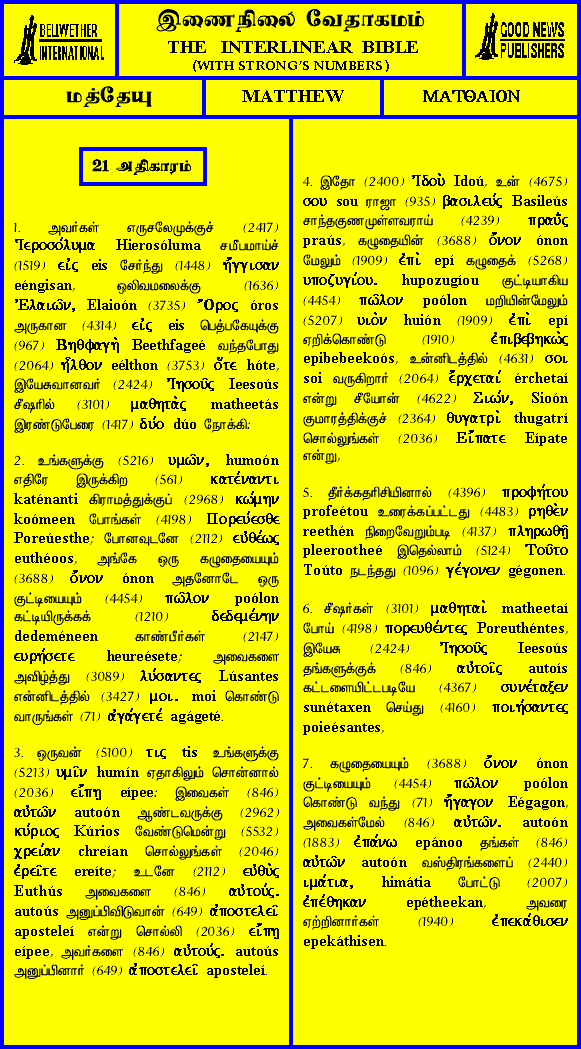 BELLWETHER
INTERNATIONAL
இணைநிலை வேதாகமம்
THE INTERLINEAR BIBLE
(WITH STRONG'S NUMBERS)
GOOD NEWS
PUBLISHERS
மத்தேயு
MATTHEW
ΜΑΤΘΑΙΟΝ
21 அதிகாரம்
1. அவர்கள் எருசலேமுக்குச் (2417)
Ἱεροσόλυμα Hierosóluma சமீபமாய்ச்
(1519) εἰς eis சேர்ந்து (1448) ἤγγισαν
eéngisan, ஒலிவமலைக்கு (1636)
Ἐλαιῶν, Elaioón (3735) Ὄρος óros
அருகான (4314) εἰς eis பெத்பகேயுக்கு
(967) Βηθφαγὴ Beethfageé வந்தபோது
(2064) ἦλθον eélthon (3753) ὅτε hóte,
இயேசுவானவர் (2424) Ἰησοῦς Ieesoús
சீஷரில் (3101) μαθητὰς matheetás
இரண்டுபேரை (1417) δύο dúo நோக்கி:
2. உங்களுக்கு (5216) υμῶν, humoón
எதிரே இருக்கிற (561) κατέναντι
katénanti கிராமத்துக்குப் (2968) κώμην
koómeen போங்கள் (4198) Πορεύεσθε
Poreúesthe; போனவுடனே (2112) εὐθέως
euthéoos, அங்கே ஒரு கழுதையையும்
(3688) ὄνον ónon அதனோடே ஒரு
குட்டியையும் (4454) πῶλον poólon
கட்டியிருக்கக் (1210) δεδεμένην
dedeméneen காண்பீர்கள் (2147)
ευρήσετε heureésete; அவைகளை
அவிழ்த்து (3089) λύσαντες Lúsantes
என்னிடத்தில் (3427) μοι. moi கொண்டு
வாருங்கள் (71) ἀγάγετέ agágeté.
3. ஒருவன் (5100) τις tis உங்களுக்கு
(5213) υμῖν humín ஏதாகிலும் சொன்னால்
(2036) εἴπῃ eípee: இவைகள் (846)
αὐτῶν autoón ஆண்டவருக்கு (2962)
κύριος Kúrios வேண்டுமென்று (5532)
χρείαν chreían சொல்லுங்கள் (2046)
ἐρεῖτε ereíte; உடனே (2112) εὐθὺς
Euthús அவைகளை (846) αὐτούς.
autoús அனுப்பிவிடுவான் (649) ἀποστελεῖ
aposteleí என்று சொல்லி (2036) εἴπῃ
eípee, அவர்களை (846) αὐτούς. autoús
அனுப்பினார் (649) ἀποστελεῖ aposteleí.
4. இதோ (2400) Ἰδοὺ Idoú, உன் (4675)
σου sou ராஜா (935) βασιλεύς Basileús
சாந்தகுணமுள்ளவராய் (4239) πραΰς
praús, கழுதையின் (3688) ὄνον ónon
மேலும் (1909) ἐπὶ epí கழுதைக் (5268)
υποζυγίου. hupozugíou குட்டியாகிய
(4454) πῶλον poólon மறியின்மேலும்
(5207) υιὸν huión (1909) ἐπὶ epí
ஏறிக்கொண்டு (1910) ἐπιβεβηκὼς
epibebeekoós, உன்னிடத்தில் (4631) σοι
soi வருகிறார் (2064) ἔρχεταί érchetaí
என்று சீயோன் (4622) Σιών, Sioón
குமாரத்திக்குச் (2364) θυγατρὶ thugatrí
சொல்லுங்கள் (2036) Εἴπατε Eípate
என்று,
5. தீர்க்கதரிசியினால் (4396) προφήτου
profeétou உரைக்கப்பட்டது (4483) ρηθὲν
reethén நிறைவேறும்படி (4137) πληρωθῇ
pleerootheé இதெல்லாம் (5124) Τοῦτο
Toúto நடந்தது (1096) γέγονεν gégonen.
6. சீஷர்கள் (3101) μαθηταὶ matheetaí
போய் (4198) πορευθέντες Poreuthéntes,
இயேசு (2424) Ἰησοῦς Ieesoús
தங்களுக்குக் (846) αὐτοῖς autoís
கட்டளையிட்டபடியே (4367) συνέταξεν
sunétaxen செய்து (4160) ποιήσαντες
poieésantes,
7. கழுதையையும் (3688) ὄνον ónon
குட்டியையும் (4454) πῶλον poólon
கொண்டு வந்து (71) ἤγαγον Eégagon,
அவைகள்மேல் (846) αὐτῶν. autoón
(1883) ἐπάνω epánoo தங்கள் (846)
αὐτῶν autoón வஸ்திரங்களைப் (2440)
ιμάτια, himátia போட்டு (2007)
ἐπέθηκαν epétheekan, அவரை
ஏற்றினார்கள் (1940) ἐπεκάθισεν
epekáthisen.